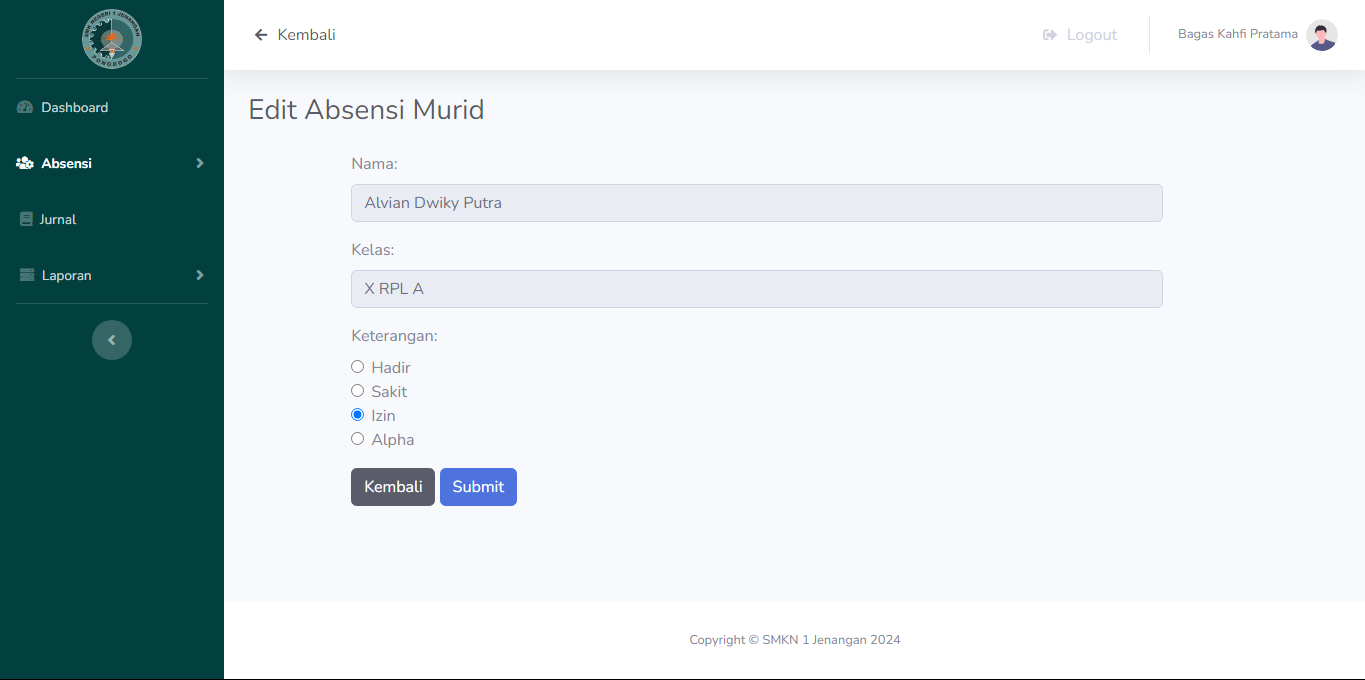 SMK NEGERI 1 JENANGAN
PONOROGO
Kembali
Logout
Bagas Kahfi Pratama
Dashboard
Absensi
Jurnal
Laporan
Edit Absensi Murid
Nama:
Alvian Dwiky Putra
Kelas:
X RPL A
Keterangan:
Hadir
Sakit
Izin
Alpha
Kembali Submit
Copyright © SMKN 1 Jenangan 2024